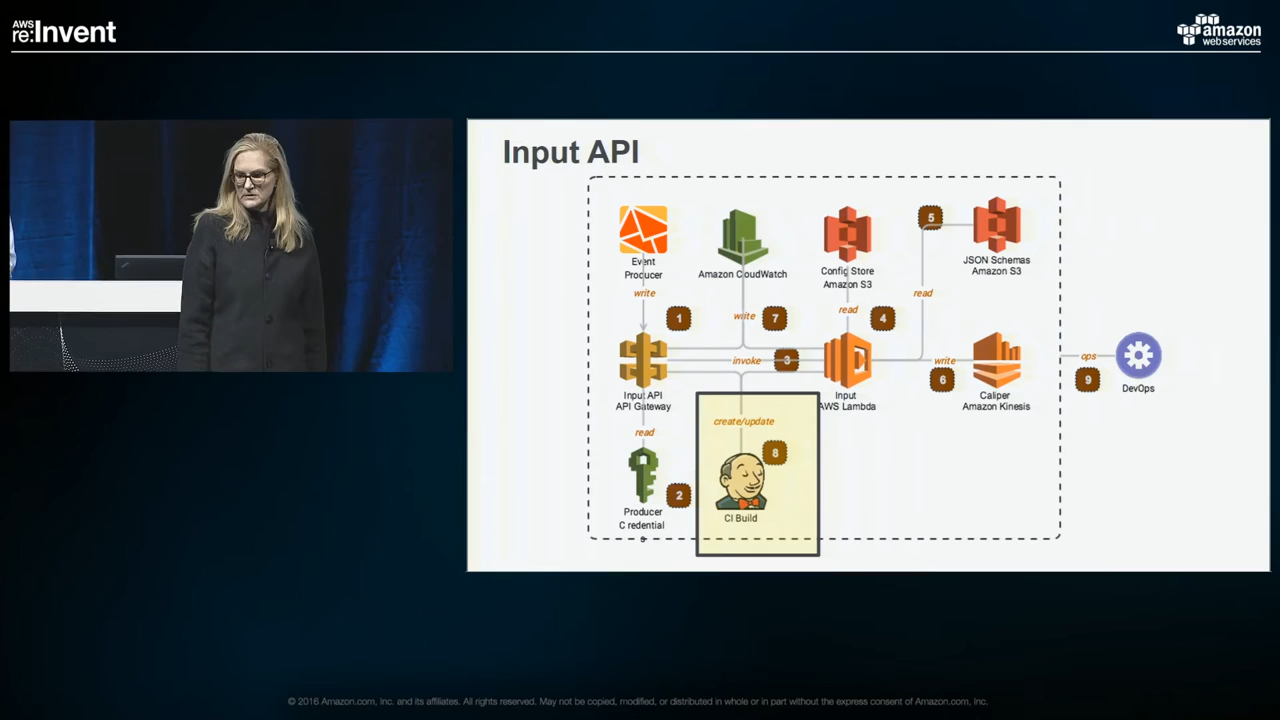 AWS
re:Invent
amazon
web services
Input API
Event
Producer
write
1
Amazon CloudWatch
write
7
Config Store
Amazon S3
read
4
5
JSON Schemas
Amazon S3
read
Input API
API Gateway
invoke
3
Input
AWS Lambda
write
6
Caliper
Amazon Kinesis
ops
9
DevOps
read
2
Producer
C redential
s
create/update
8
CI Build
© 2016 Amazon.com, Inc. and its affiliates. All rights reserved. May not be copied, modified, or distributed in whole or in part without the express consent of Amazon.com, Inc.